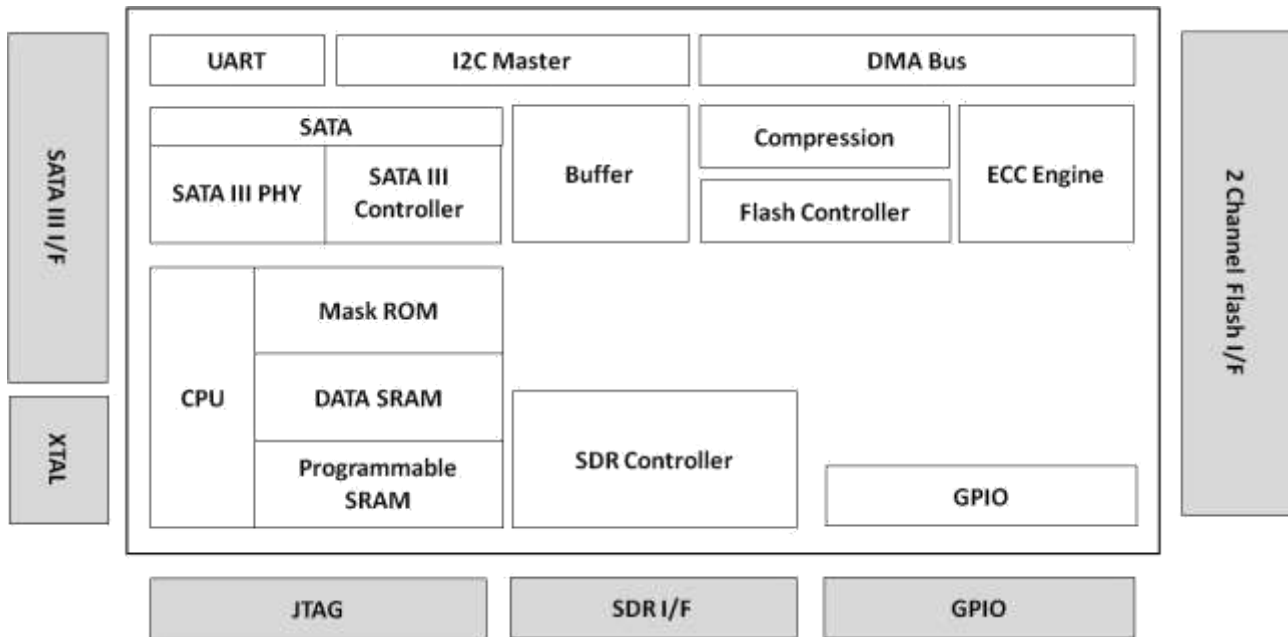 UART
I2C Master
DMA Bus
SATA III I/F
SATA
SATA III PHY
SATA III
Controller
Buffer
Compression
Flash Controller
ECC Engine
2 Channel Flash I/F
CPU
Mask ROM
DATA SRAM
Programmable
SRAM
SDR Controller
GPIO
XTAL
JTAG
SDR I/F
GPIO